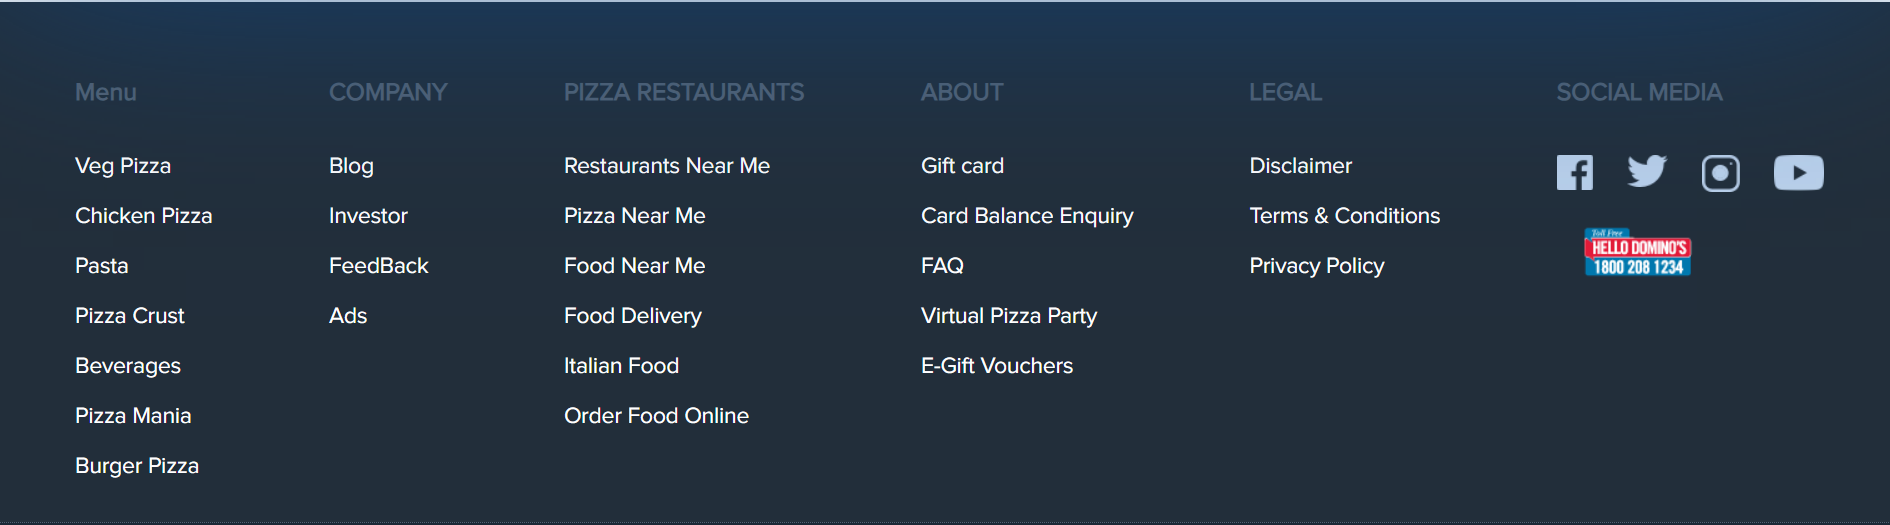 Menu
Veg Pizza
Chicken Pizza
Pasta
Pizza Crust
Beverages
Pizza Mania
Burger Pizza
COMPANY
Blog
Investor
FeedBack
Ads
PIZZA RESTAURANTS
Restaurants Near Me
Pizza Near Me
Food Near Me
Food Delivery
Italian Food
Order Food Online
ABOUT
Gift card
Card Balance Enquiry
FAQ
Virtual Pizza Party
E-Gift Vouchers
LEGAL
Disclaimer
Terms & Conditions
Privacy Policy
SOCIAL MEDIA
Toll Free
HELLO DOMINO'S
1800 208 1234